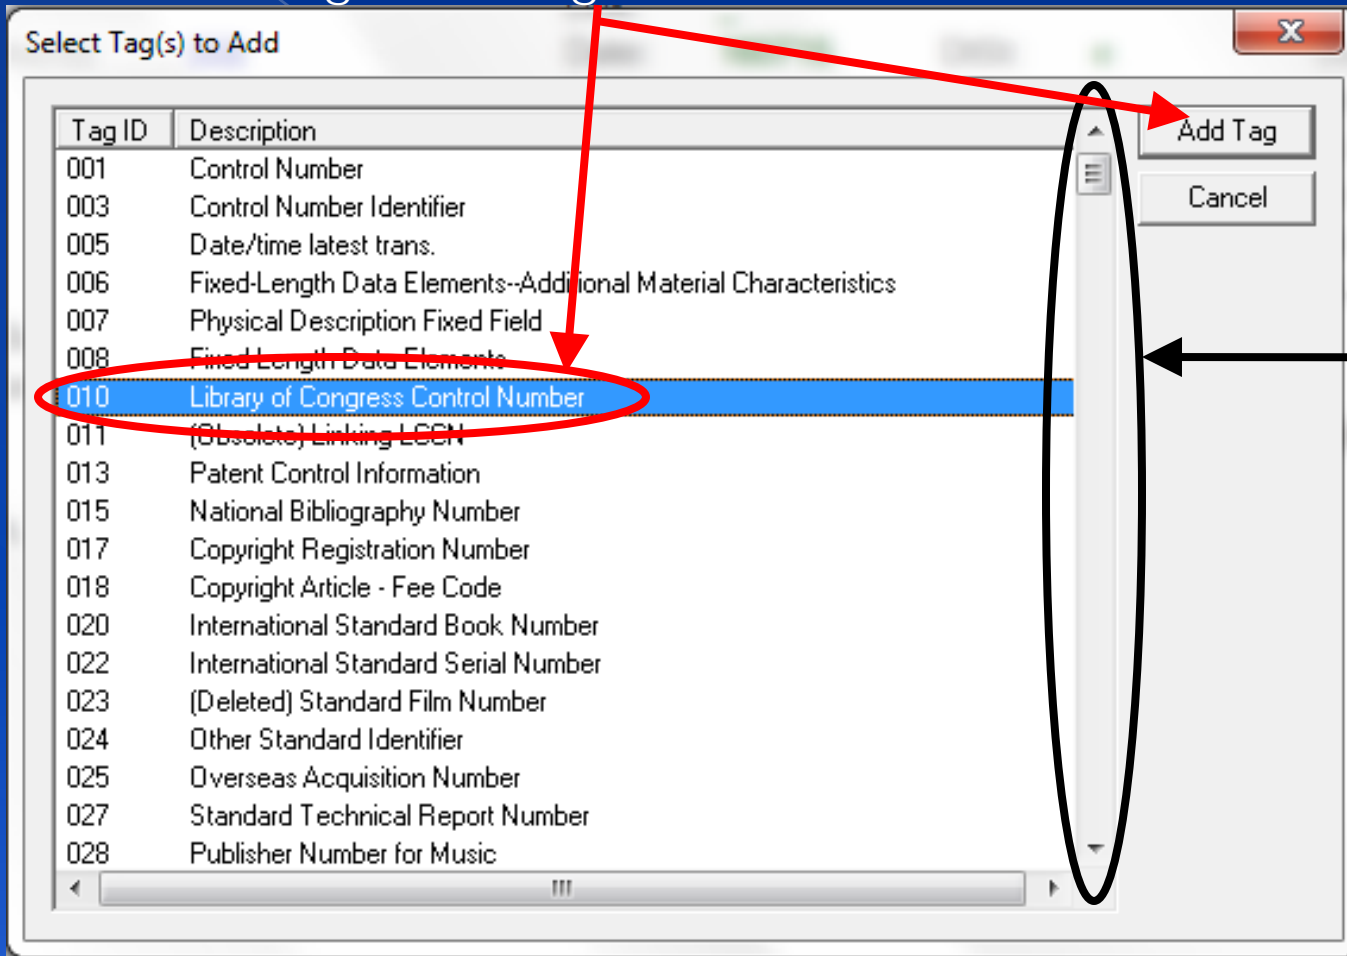 Select Tag(s) to Add
Tag ID Description
001 Control Number
003 Control Number Identifier
005 Date/time latest trans.
006 Fixed-Length Data Elements--Additional Material Characteristics
007 Physical Description Fixed Field
008 Fixed-Length Data Elements
010 Library of Congress Control Number
011 (Obsolete) Linking LCCN
013 Patent Control Information
015 National Bibliography Number
017 Copyright Registration Number
018 Copyright Article - Fee Code
020 International Standard Book Number
022 International Standard Serial Number
023 (Deleted) Standard Film Number
024 Other Standard Identifier
025 Overseas Acquisition Number
027 Standard Technical Report Number
028 Publisher Number for Music
Add Tag
Cancel